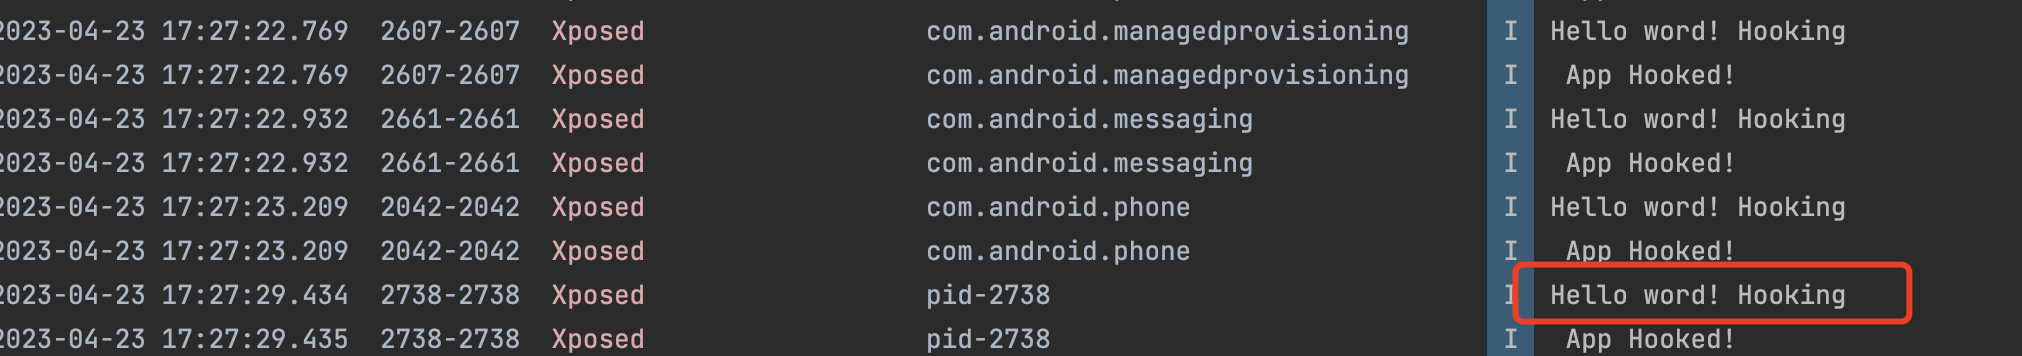 2023-04-23 17:27:22.769 2607-2607 Xposed com.android.managedprovisioning I Hello word! Hooking
2023-04-23 17:27:22.769 2607-2607 Xposed com.android.managedprovisioning I App Hooked!
2023-04-23 17:27:22.932 2661-2661 Xposed com.android.messaging I Hello word! Hooking
2023-04-23 17:27:22.932 2661-2661 Xposed com.android.messaging I App Hooked!
2023-04-23 17:27:23.209 2042-2042 Xposed com.android.phone I Hello word! Hooking
2023-04-23 17:27:23.209 2042-2042 Xposed com.android.phone I App Hooked!
2023-04-23 17:27:29.434 2738-2738 Xposed pid-2738 I Hello word! Hooking
2023-04-23 17:27:29.435 2738-2738 Xposed pid-2738 I App Hooked!